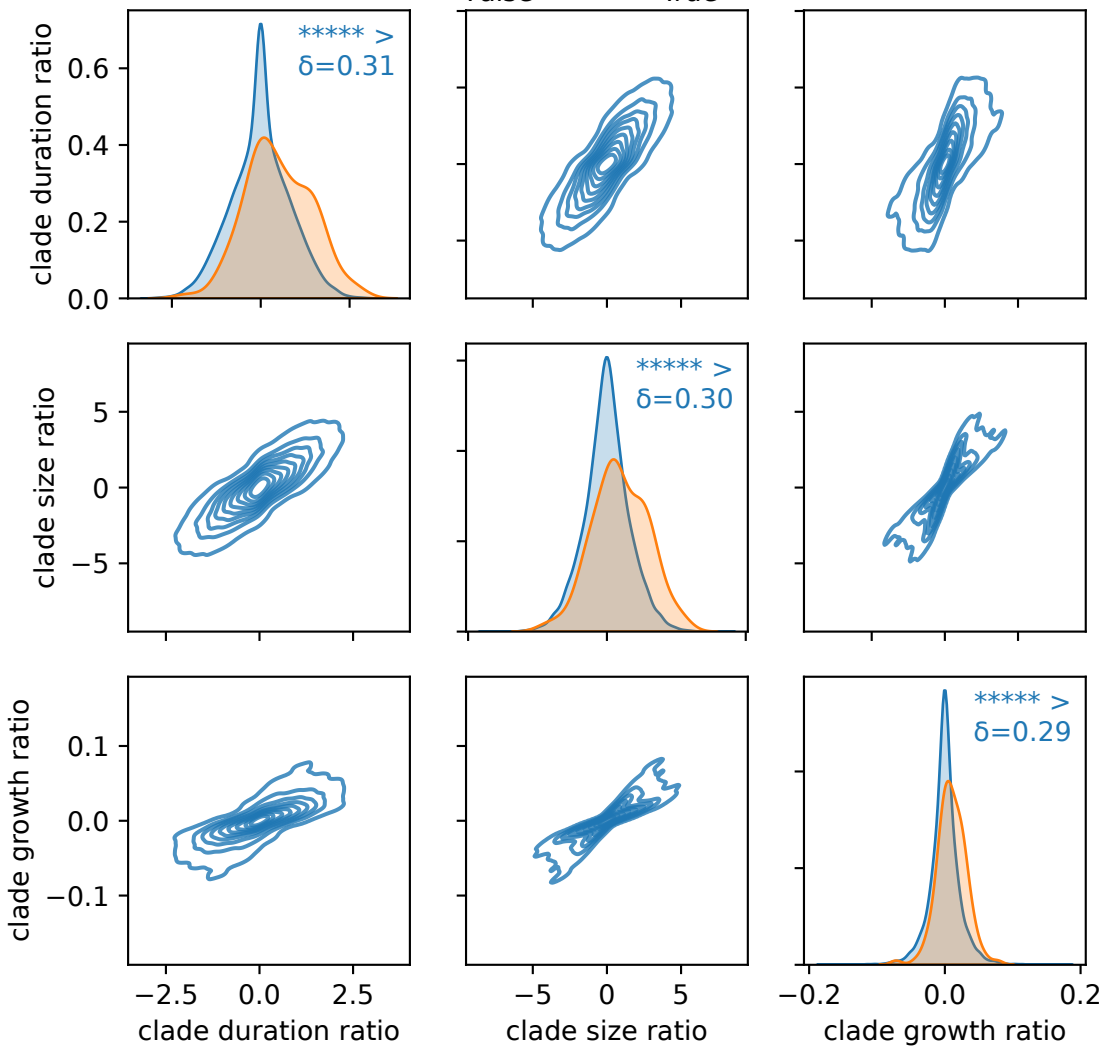 ***** >
δ=0.31
clade duration ratio
0.6
0.4
0.2
0.0
***** >
δ=0.30
clade size ratio
5
0
−5
***** >
δ=0.29
clade growth ratio
0.1
0.0
−0.1
−2.5 0.0 2.5 −5 0 5 −0.2 0.0 0.2
clade duration ratio clade size ratio clade growth ratio